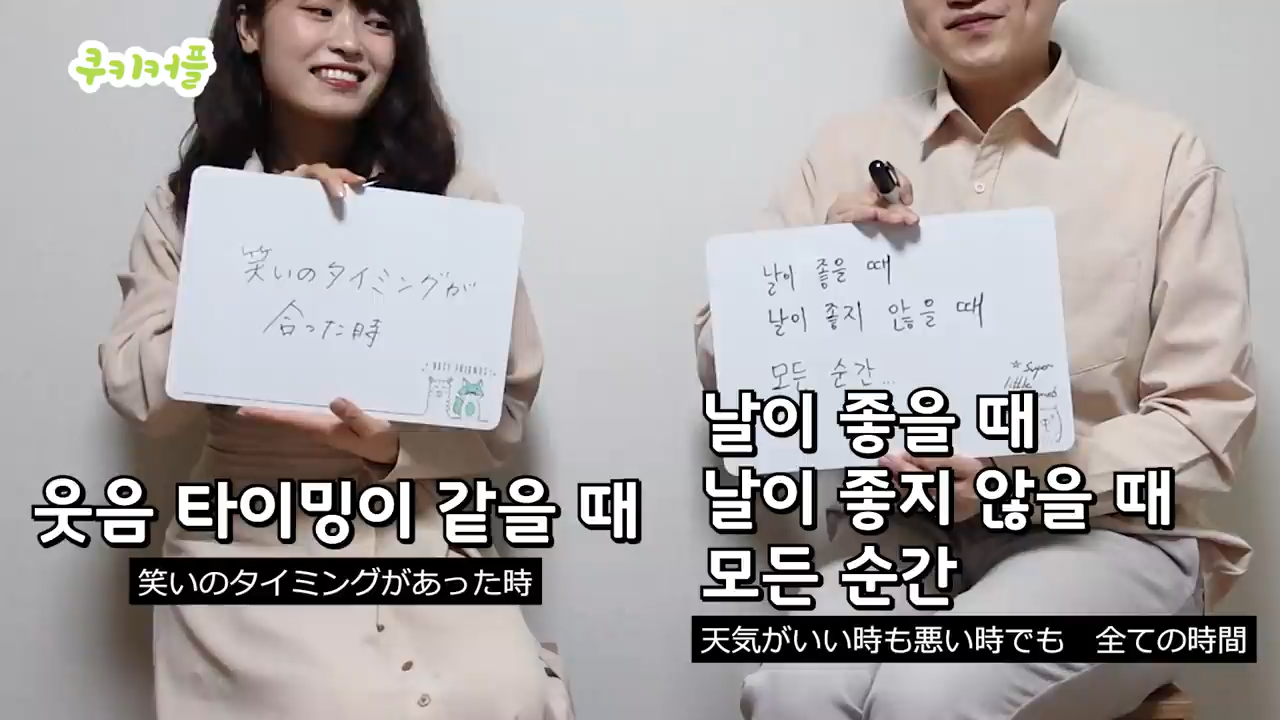 쿠키커플
笑いのタイミングが
合った時
BEST FRIENDS
날이 좋을 때
날이 좋지 않을 때
모든 순간...
super
little
웃음 타이밍이 같을 때
笑いのタイミングがあった時
날이 좋을 때
날이 좋지 않을 때
모든 순간
天気がいい時も悪い時でも 全ての時間